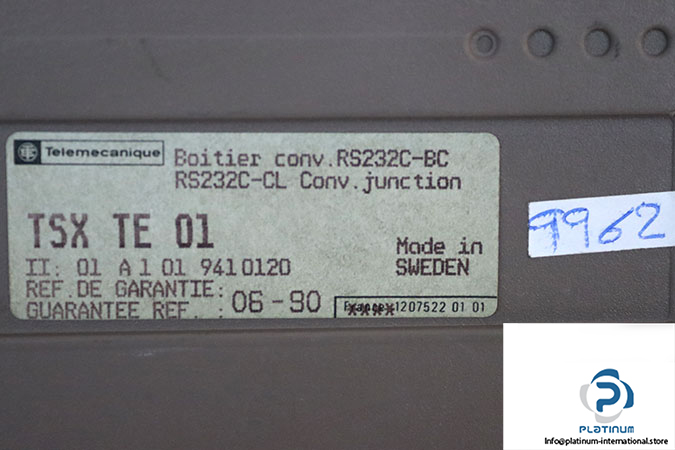 Telemecanique
Boitier conv.RS232C-BC
RS232C-CL Conv.junction
TSX TE 01
II: 01 A 1 01 9410120
Made in
SWEDEN
REF.DE GARANTIE:
GUARANTEE REF. : 06-90
1207522 01 01
9962
PLATINUM
Info@platinum-international.store